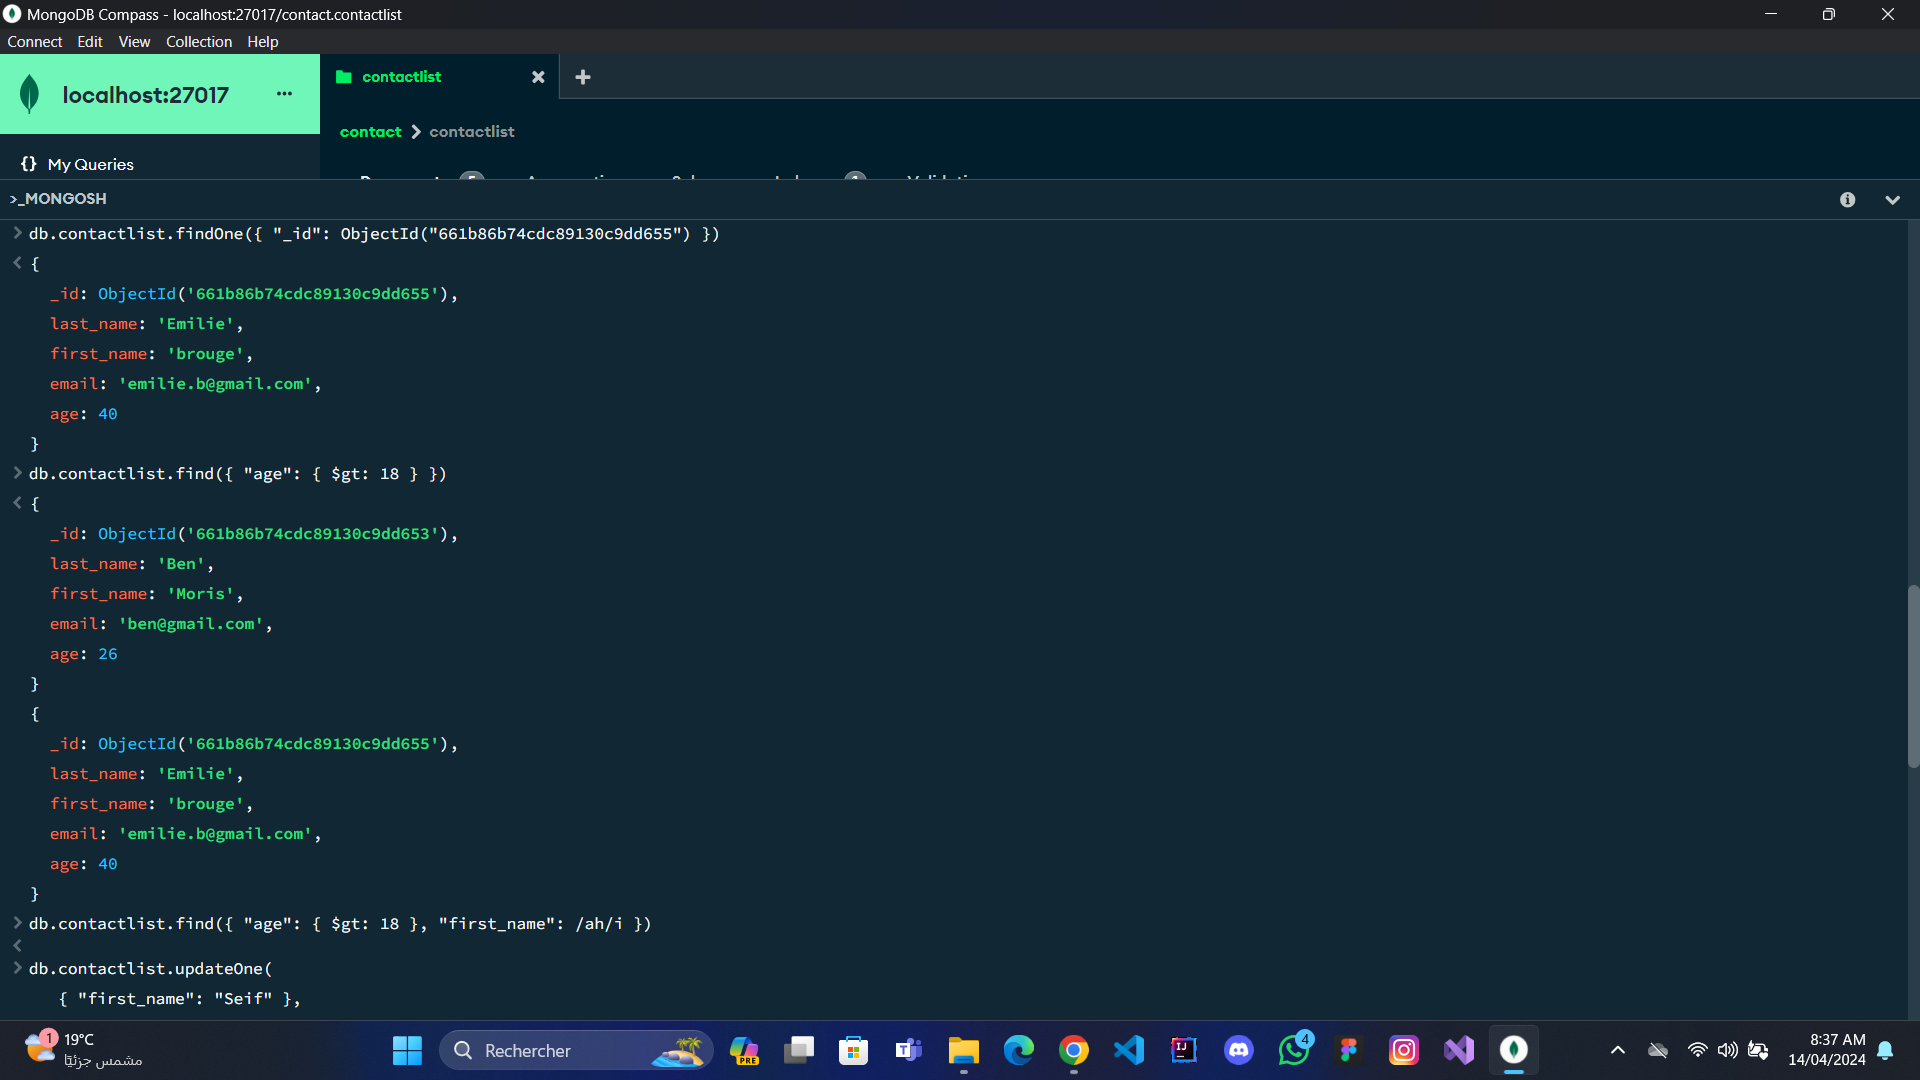 MongoDB Compass - localhost:27017/contact.contactlist
Connect Edit View Collection Help
localhost:27017 ...
contactlist
contact > contactlist
{} My Queries
>_MONGOSH
> db.contactlist.findOne({ "_id": ObjectId("661b86b74cdc89130c9dd655") })
< {
_id: ObjectId('661b86b74cdc89130c9dd655'),
last_name: 'Emilie',
first_name: 'brouge',
email: 'emilie.b@gmail.com',
age: 40
}
> db.contactlist.find({ "age": { $gt: 18 } })
< {
_id: ObjectId('661b86b74cdc89130c9dd653'),
last_name: 'Ben',
first_name: 'Moris',
email: 'ben@gmail.com',
age: 26
}
{
_id: ObjectId('661b86b74cdc89130c9dd655'),
last_name: 'Emilie',
first_name: 'brouge',
email: 'emilie.b@gmail.com',
age: 40
}
> db.contactlist.find({ "age": { $gt: 18 }, "first_name": /ah/i })
<
> db.contactlist.updateOne(
{ "first_name": "Seif" },
1
19°C
مشمس جزئيًا
Rechercher
PRE
4
8:37 AM
14/04/2024